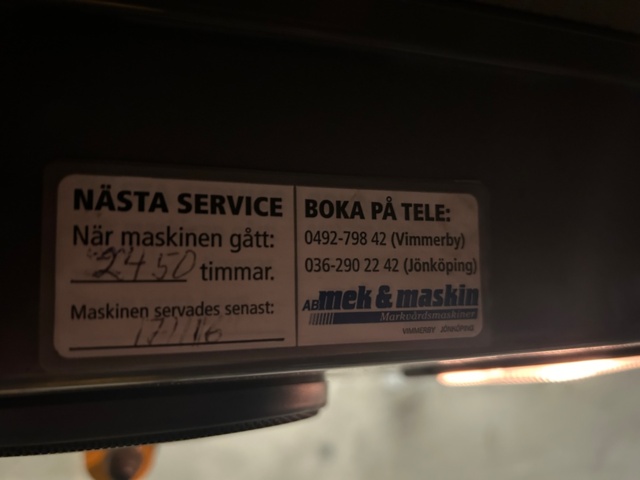 NÄSTA SERVICE
När maskinen gått:
2450 timmar.
Maskinen servades senast:
BOKA PÅ TELE:
0492-798 42 (Vimmerby)
036-290 22 42 (Jönköping)
AB mek & maskin
Markvårdsmaskiner
VIMMERBY JÖNKÖPING